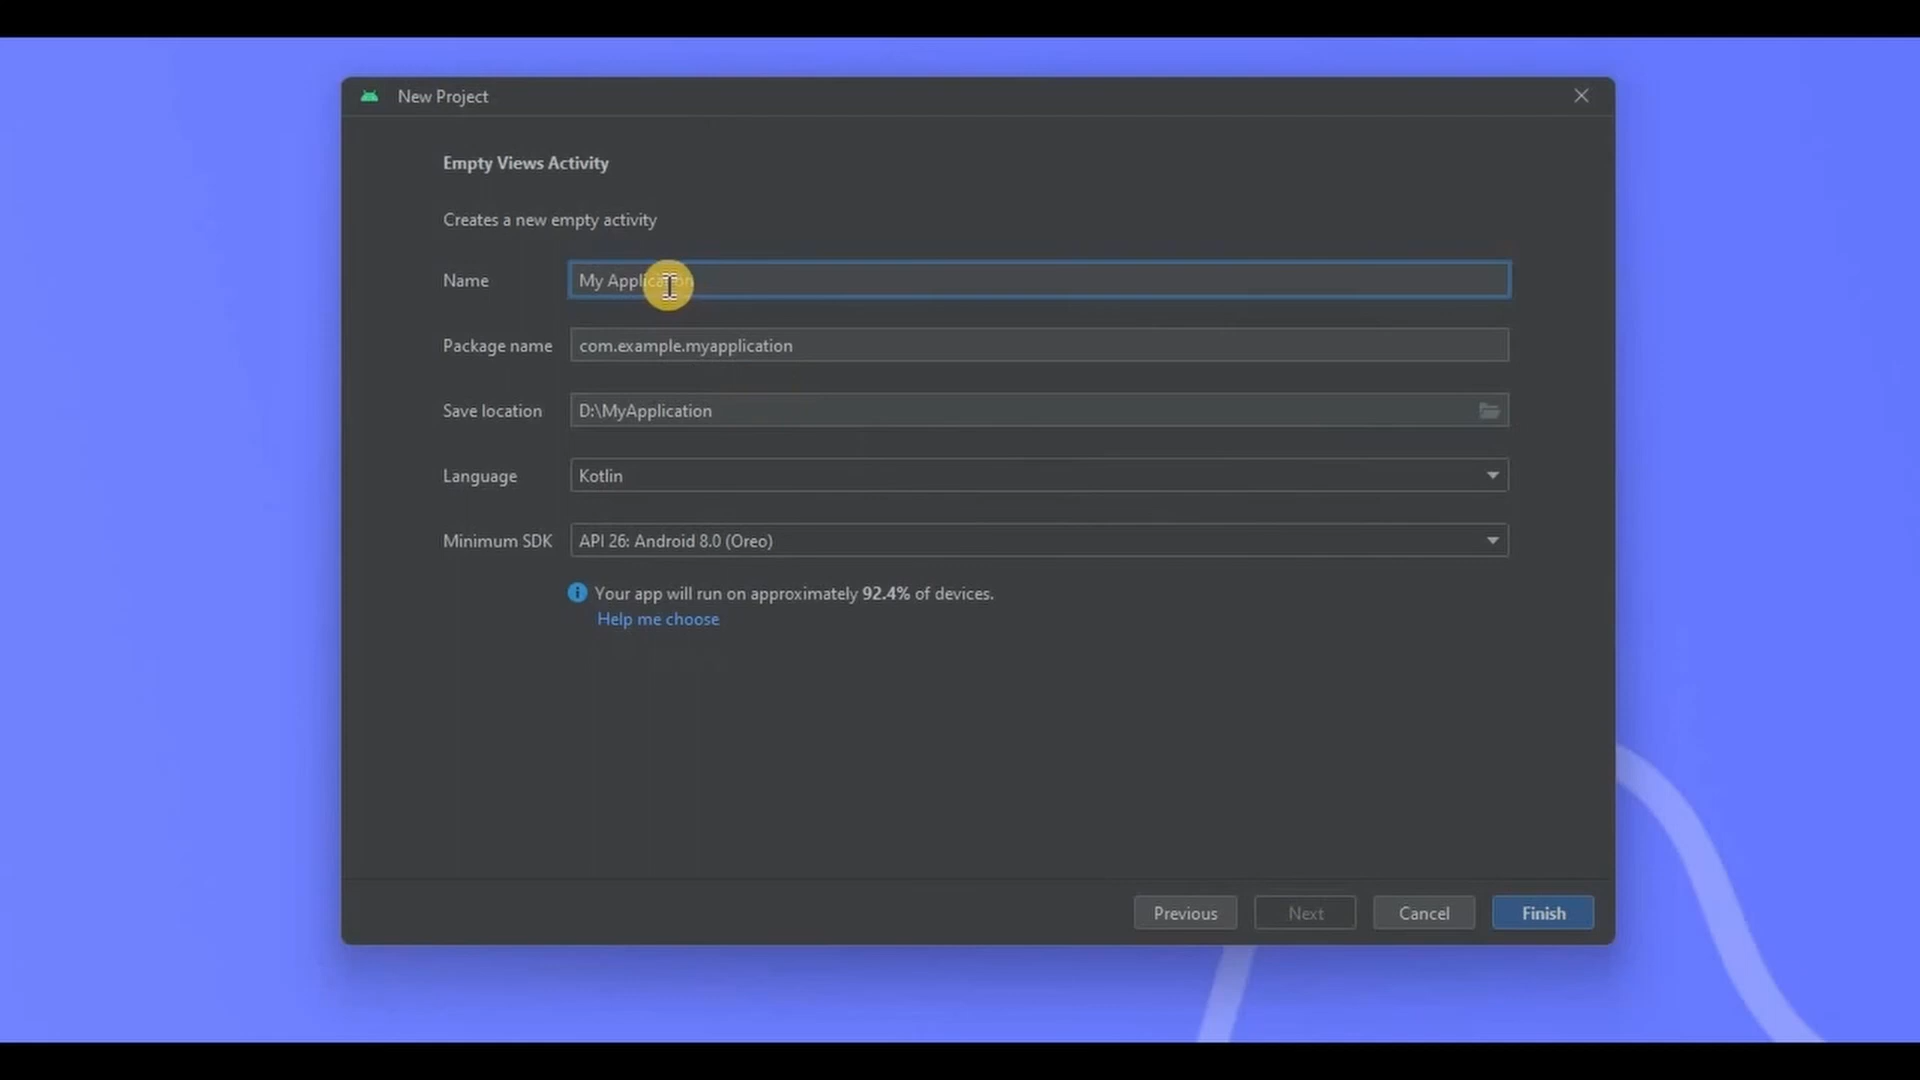 New Project
Empty Views Activity
Creates a new empty activity
Name My Application
Package name com.example.myapplication
Save location D:\MyApplication
Language Kotlin
Minimum SDK API 26: Android 8.0 (Oreo)
Your app will run on approximately 92.4% of devices.
Help me choose
Previous Next Cancel Finish